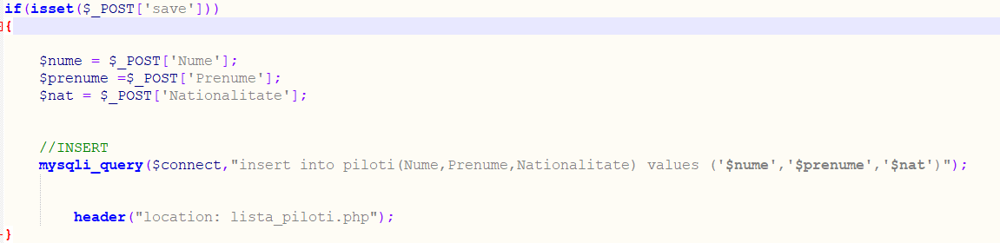 if(isset($_POST['save']))
{
$nume = $_POST['Nume'];
$prenume =$_POST['Prenume'];
$nat = $_POST['Nationalitate'];
//INSERT
mysqli_query($connect,"insert into piloti(Nume,Prenume,Nationalitate) values ('$nume','$prenume','$nat')");
header("location: lista_piloti.php");
}